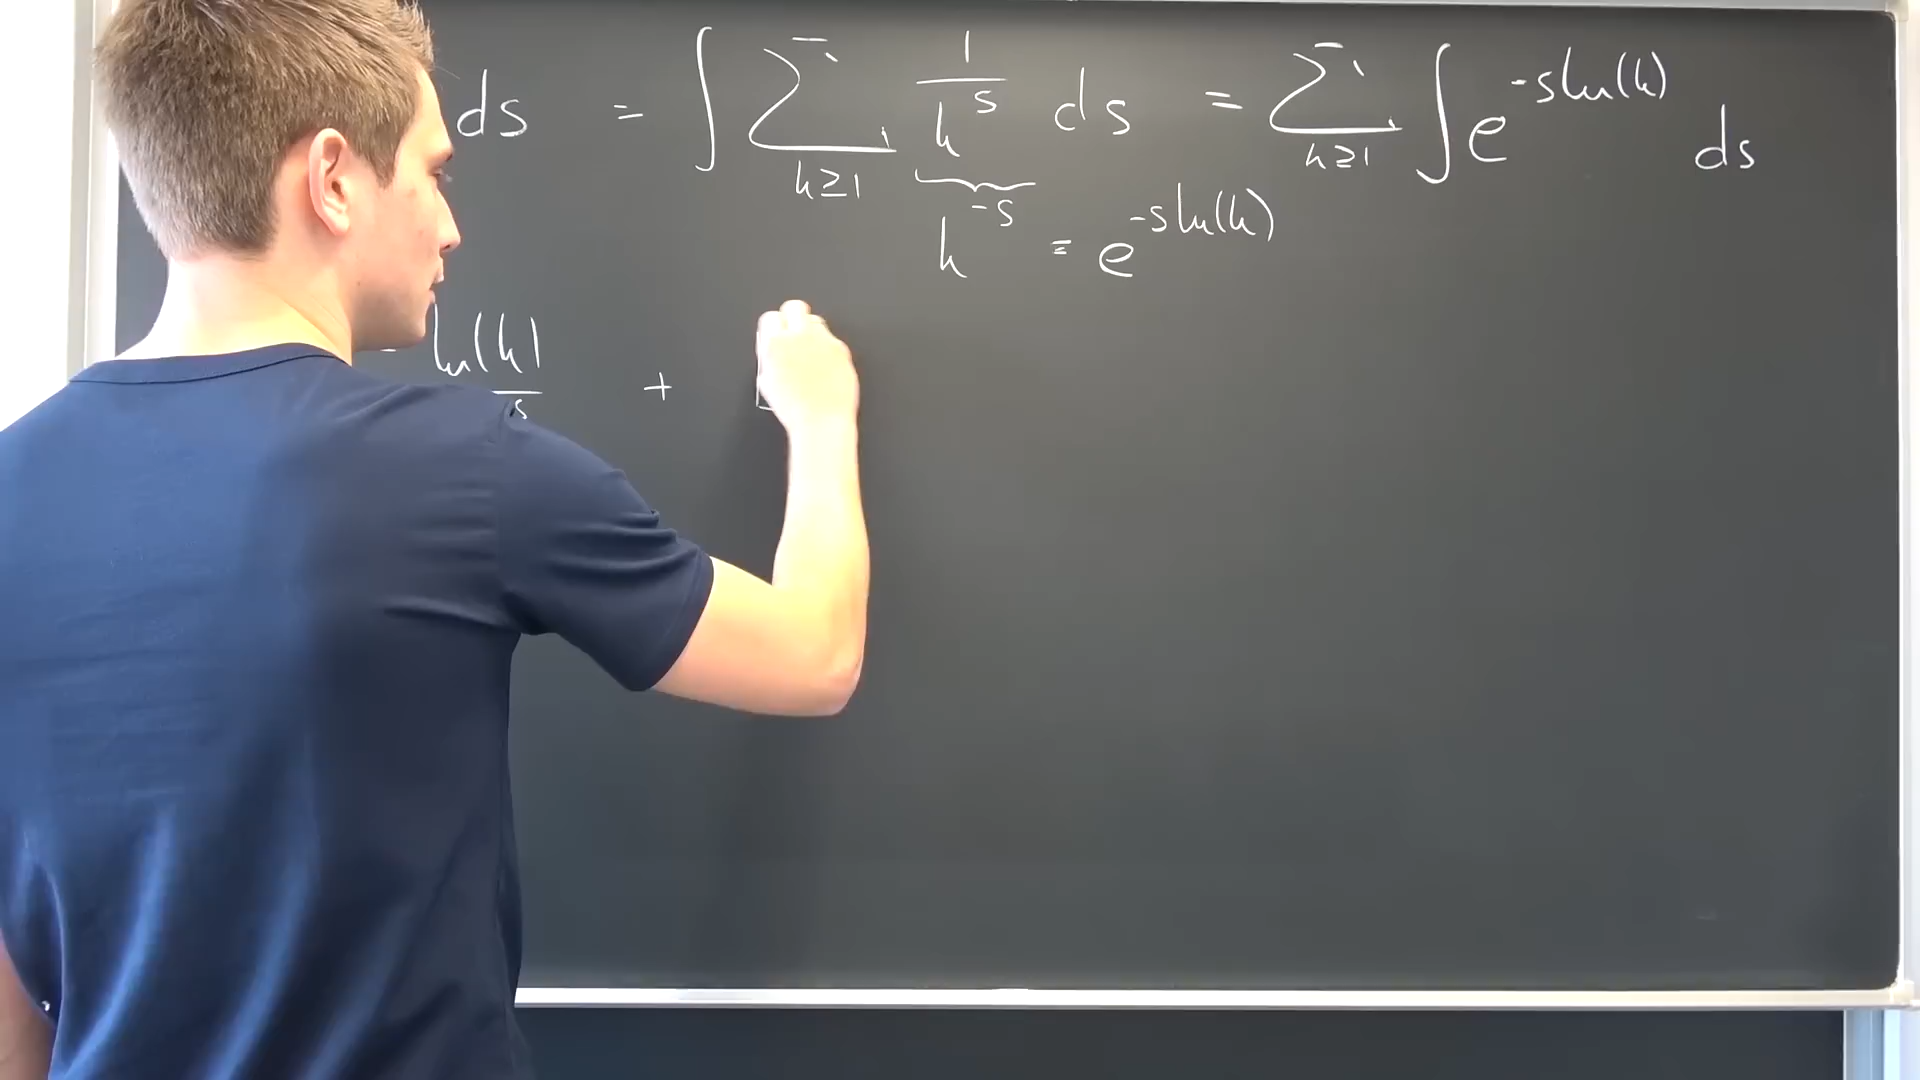 ds = ∫ ∑_{k≥1} 1/k^s ds = ∑_{k≥1} ∫ e^{-s ln(k)} ds
k^{-s} = e^{-s ln(k)}
- ln(k) +
s